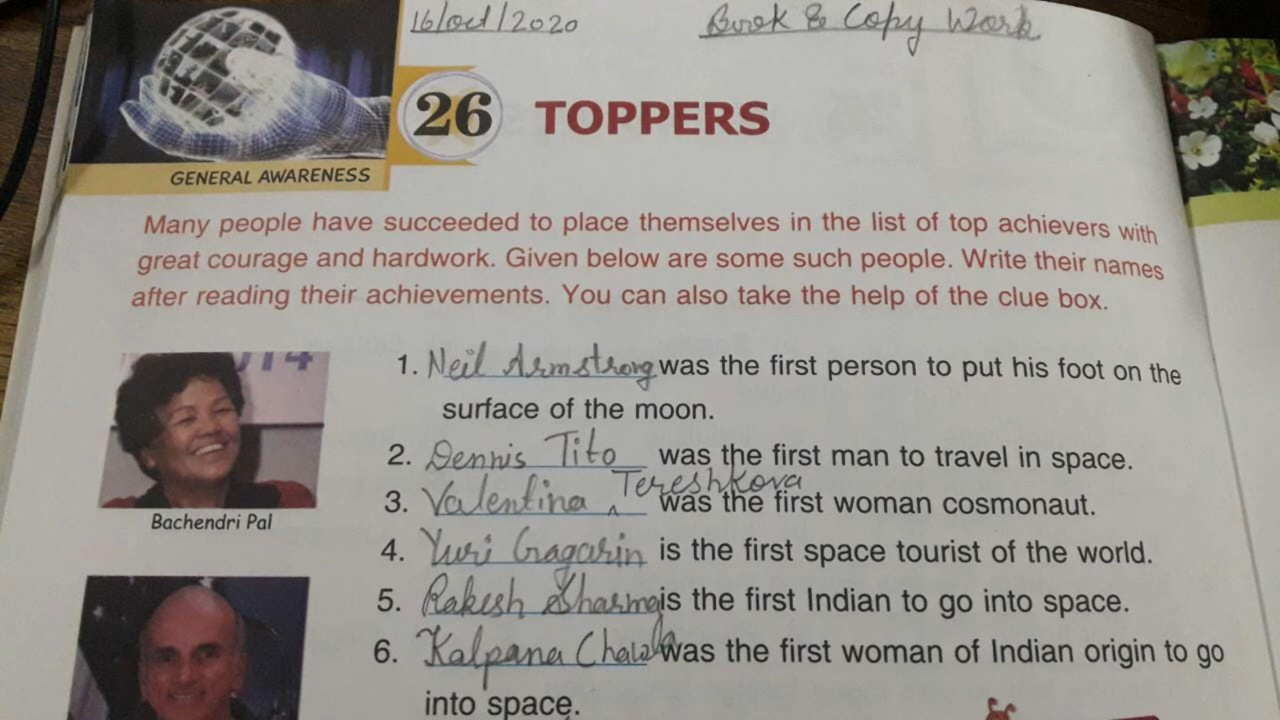 16/Oct/2020
Book & Copy Work
26 TOPPERS
GENERAL AWARENESS
Many people have succeeded to place themselves in the list of top achievers with
great courage and hardwork. Given below are some such people. Write their names
after reading their achievements. You can also take the help of the clue box.
14
1. Neil Armstrong was the first person to put his foot on the
surface of the moon.
2. Dennis Tito was the first man to travel in space.
3. Valentina ^ Tereshkova was the first woman cosmonaut.
Bachendri Pal
4. Yuri Gagarin is the first space tourist of the world.
5. Rakesh Sharma is the first Indian to go into space.
6. Kalpana Chawla was the first woman of Indian origin to go
into space.